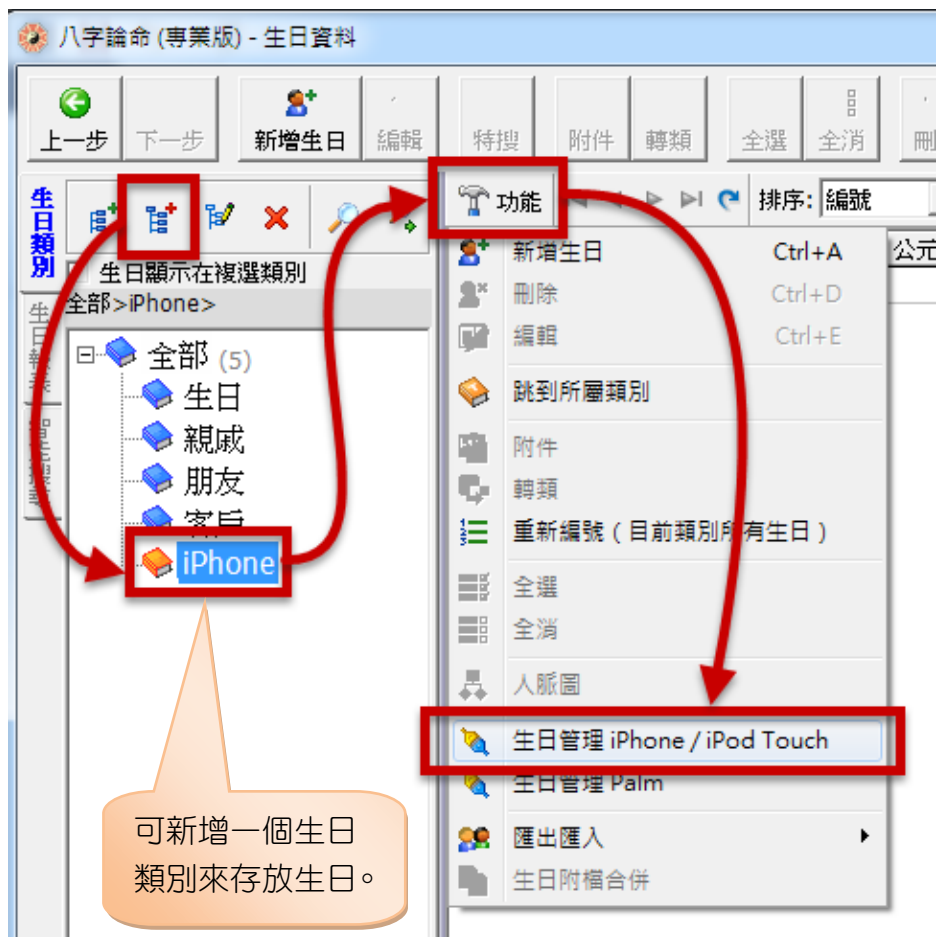 八字論命 (專業版) - 生日資料
上一步 下一步 新增生日 編輯 特搜 附件 轉類 全選 全消
生日類別
功能 排序: 編號
生日顯示在複選類別
公元
全部>iPhone>
全部 (5)
生日
親戚
朋友
客戶
iPhone
新增生日 Ctrl+A
刪除 Ctrl+D
編輯 Ctrl+E
跳到所屬類別
附件
轉類
重新編號（目前類別所有生日）
全選
全消
人脈圖
生日管理 iPhone / iPod Touch
生日管理 Palm
匯出匯入
生日附檔合併
可新增一個生日
類別來存放生日。